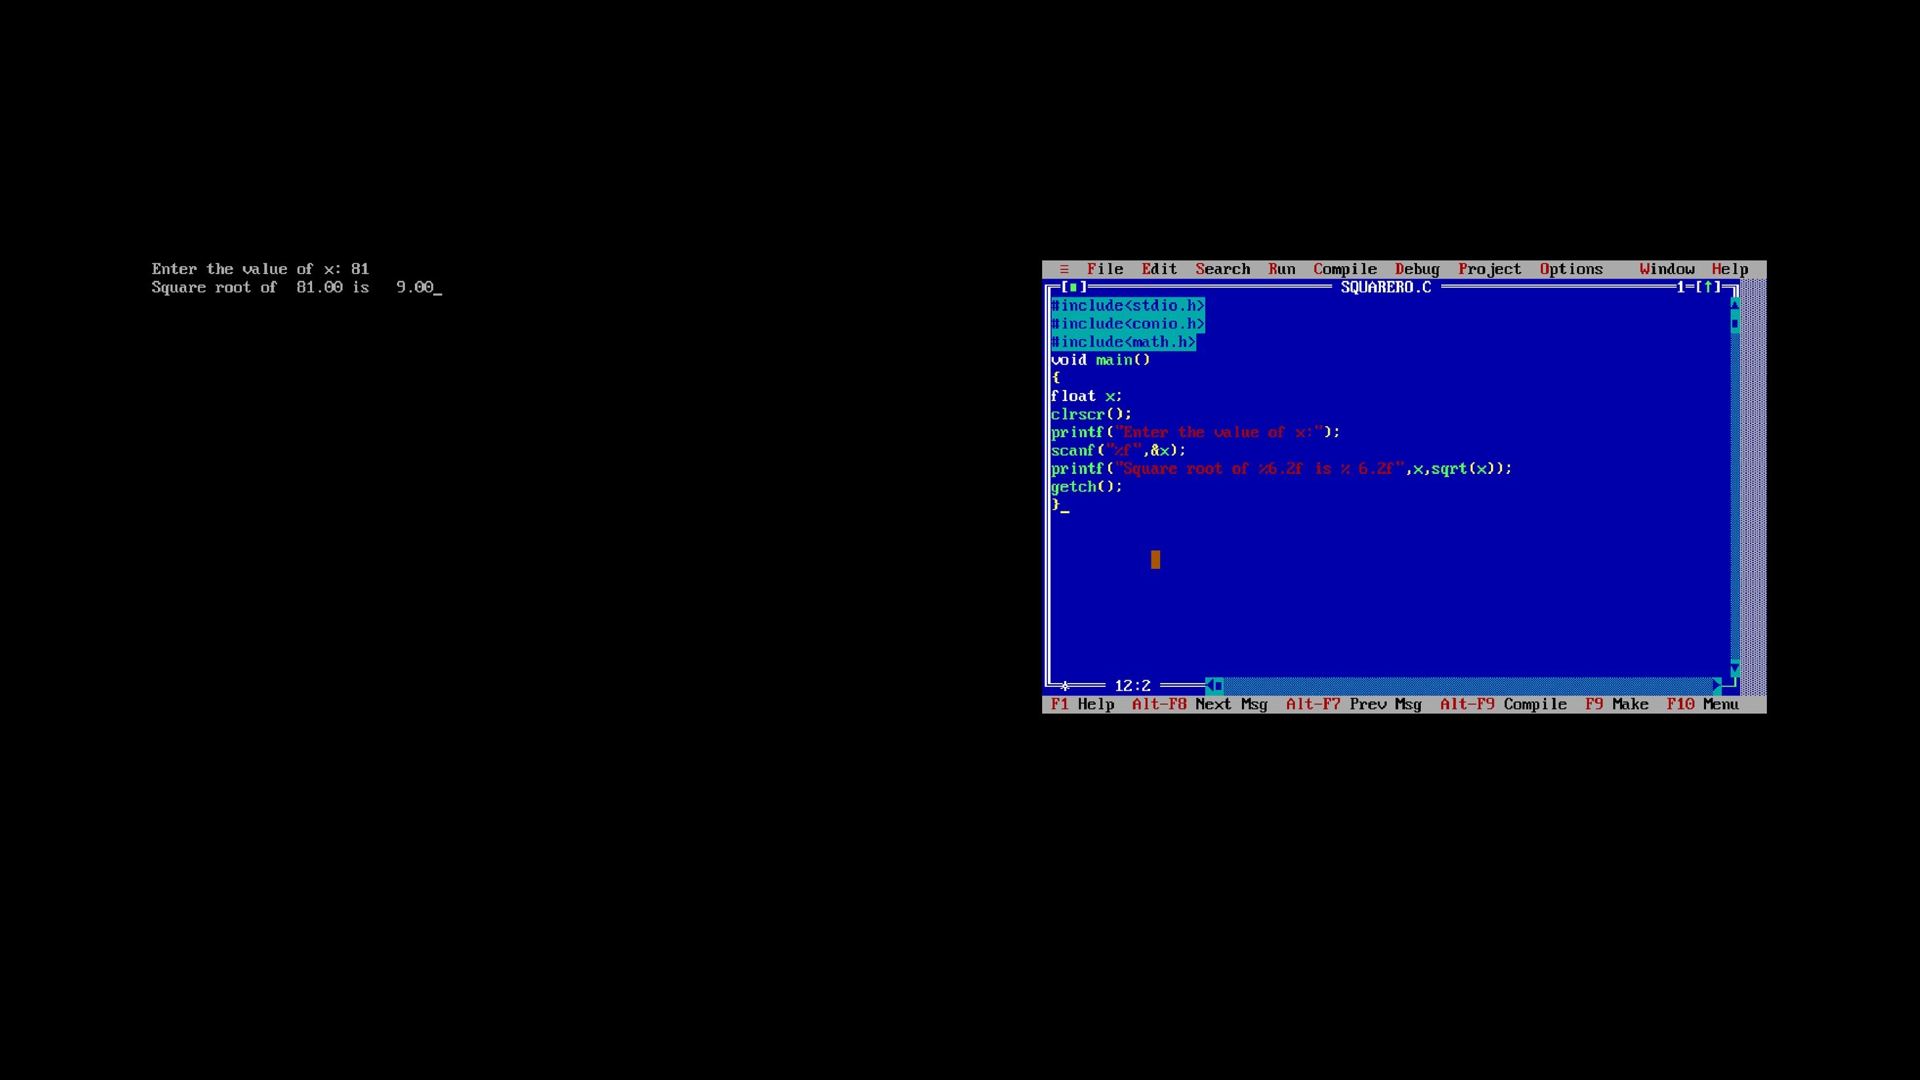 Enter the value of x: 81
Square root of  81.00 is   9.00_
≡ File Edit Search Run Compile Debug Project Options Window Help
[■] SQUARERO.C 1=[↑]
#include<stdio.h>
#include<conio.h>
#include<math.h>
void main()
{
float x;
clrscr();
printf("Enter the value of x:");
scanf("%f",&x);
printf("Square root of %6.2f is % 6.2f",x,sqrt(x));
getch();
}_
12:2
F1 Help Alt-F8 Next Msg Alt-F7 Prev Msg Alt-F9 Compile F9 Make F10 Menu